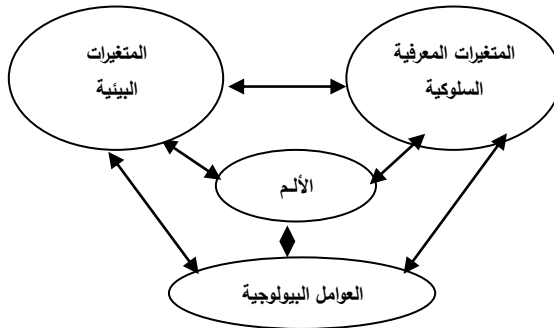 المتغيرات المعرفية
السلوكية
المتغيرات
البيئية
الألـم
العوامل البيولوجية